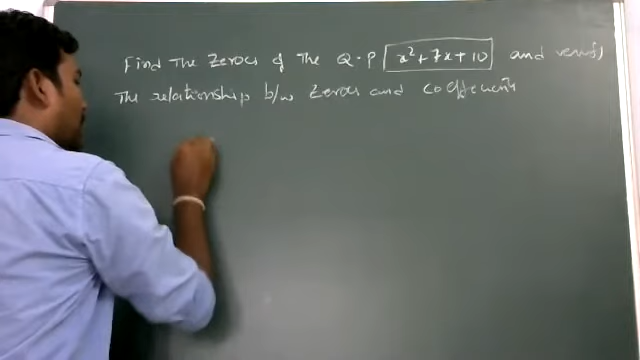 Find The Zeroes of The Q.P x²+7x+10 and verify
The relationship b/w Zeroes and coefficients